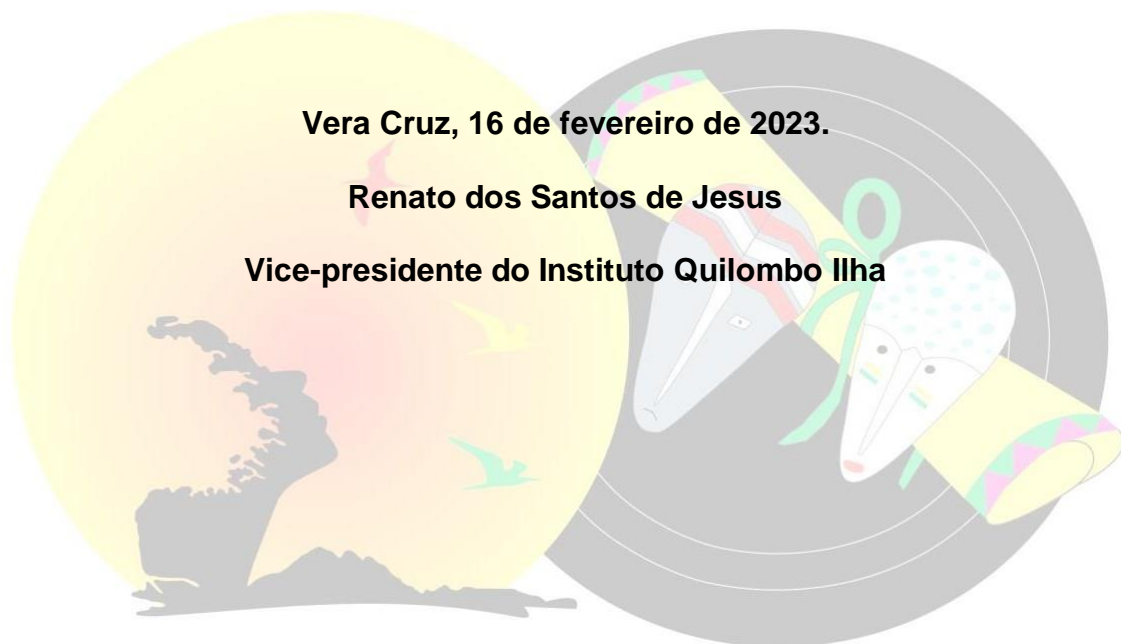 Vera Cruz, 16 de fevereiro de 2023.
Renato dos Santos de Jesus
Vice-presidente do Instituto Quilombo Ilha